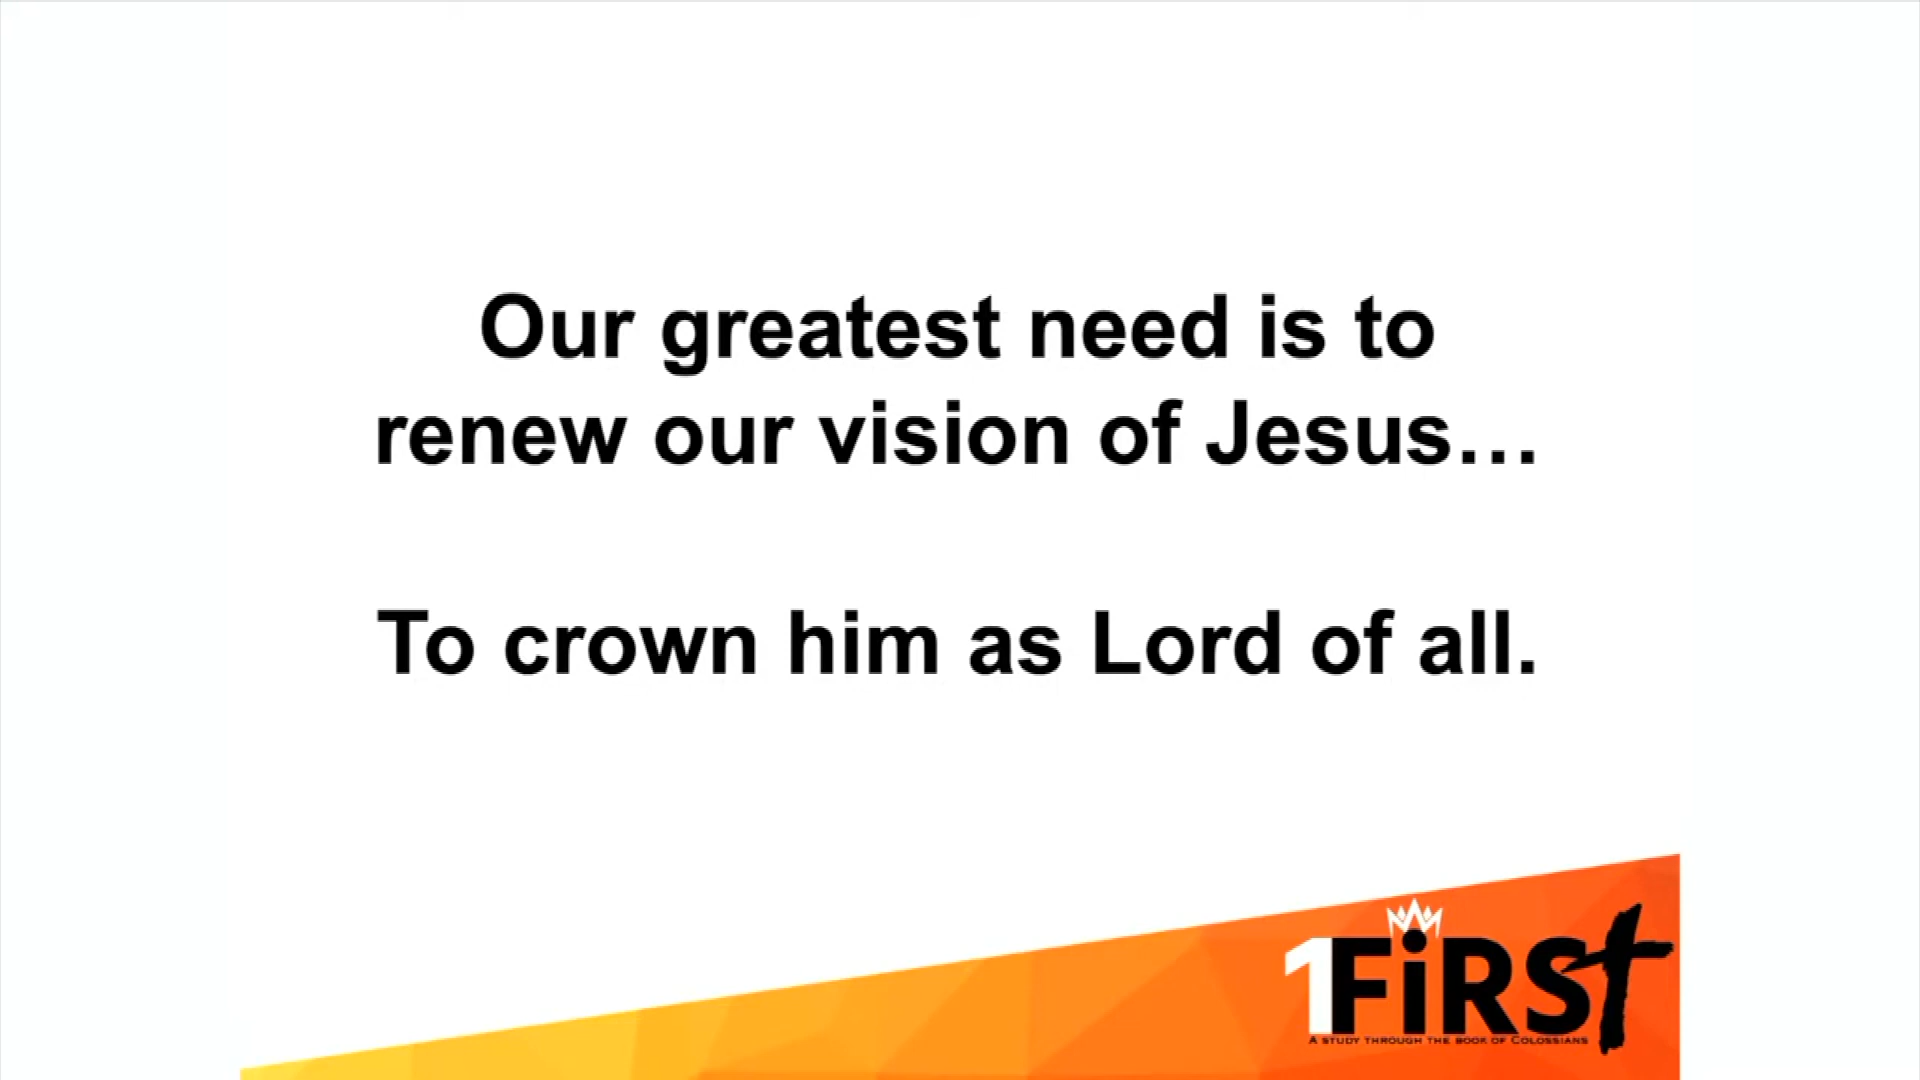 Our greatest need is to
renew our vision of Jesus…
To crown him as Lord of all.
1FiRSt
A STUDY THROUGH THE BOOK OF COLOSSIANS